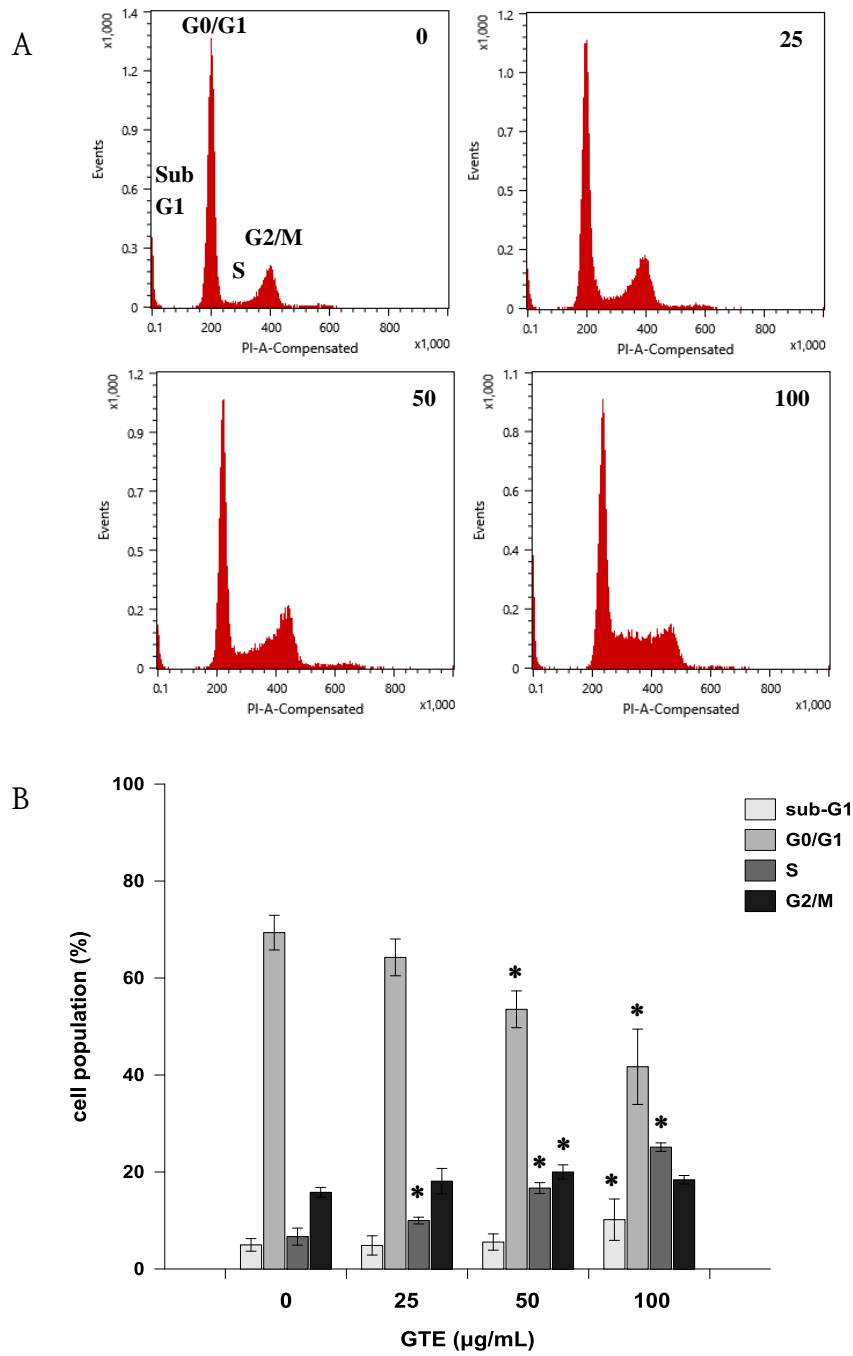 A
x1,000
1.4
1.2
0.9
0.6
0.3
0
Events
G0/G1
0
Sub
G1
G2/M
S
0.1 200 400 600 800
PI-A-Compensated
x1,000
x1,000
1.2
1.0
0.7
0.5
0.2
0
Events
25
0.1 200 400 600 800
PI-A-Compensated
x1,000
x1,000
1.2
0.9
0.7
0.5
0.2
0
Events
50
0.1 200 400 600 800
PI-A-Compensated
x1,000
x1,000
1.1
0.8
0.6
0.4
0.2
0
Events
100
0.1 200 400 600 800
PI-A-Compensated
x1,000
B
100
80
60
40
20
0
cell population (%)
sub-G1
G0/G1
S
G2/M
*
*
*
*
*
*
*
0 25 50 100
GTE (µg/mL)